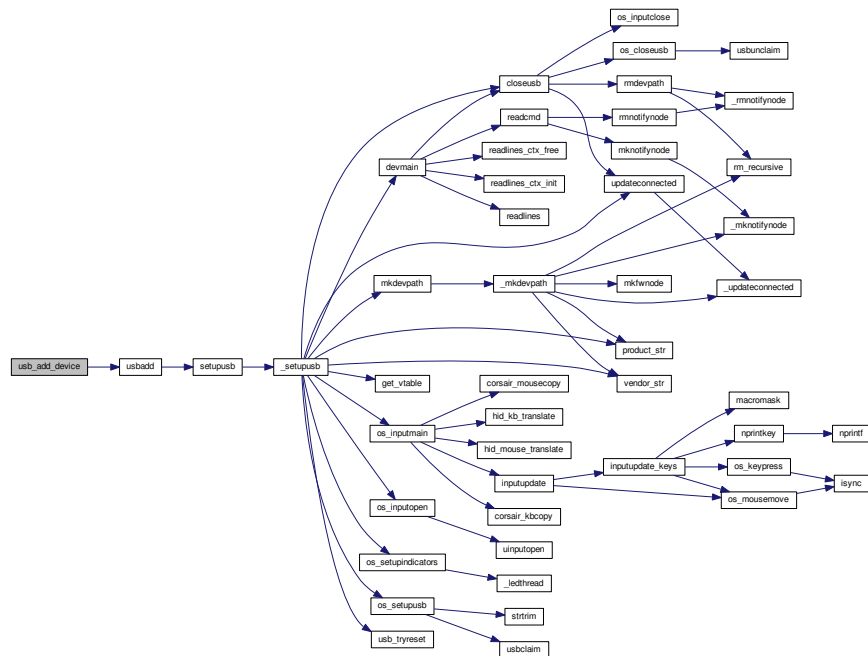 os_inputclose
os_closeusb
usbunclaim
closeusb
rmdevpath
_rmnotifynode
readcmd
rmnotifynode
readlines_ctx_free
mknotifynode
devmain
rm_recursive
readlines_ctx_init
updateconnected
readlines
_mknotifynode
mkdevpath
_mkdevpath
mkfwnode
_updateconnected
product_str
usb_add_device
usbadd
setupusb
_setupusb
get_vtable
corsair_mousecopy
vendor_str
macromask
hid_kb_translate
os_inputmain
nprintkey
nprintf
hid_mouse_translate
inputupdate_keys
os_keypress
inputupdate
isync
os_mousemove
os_inputopen
corsair_kbcopy
uinputopen
os_setupindicators
_ledthread
os_setupusb
strtrim
usb_tryreset
usbclaim